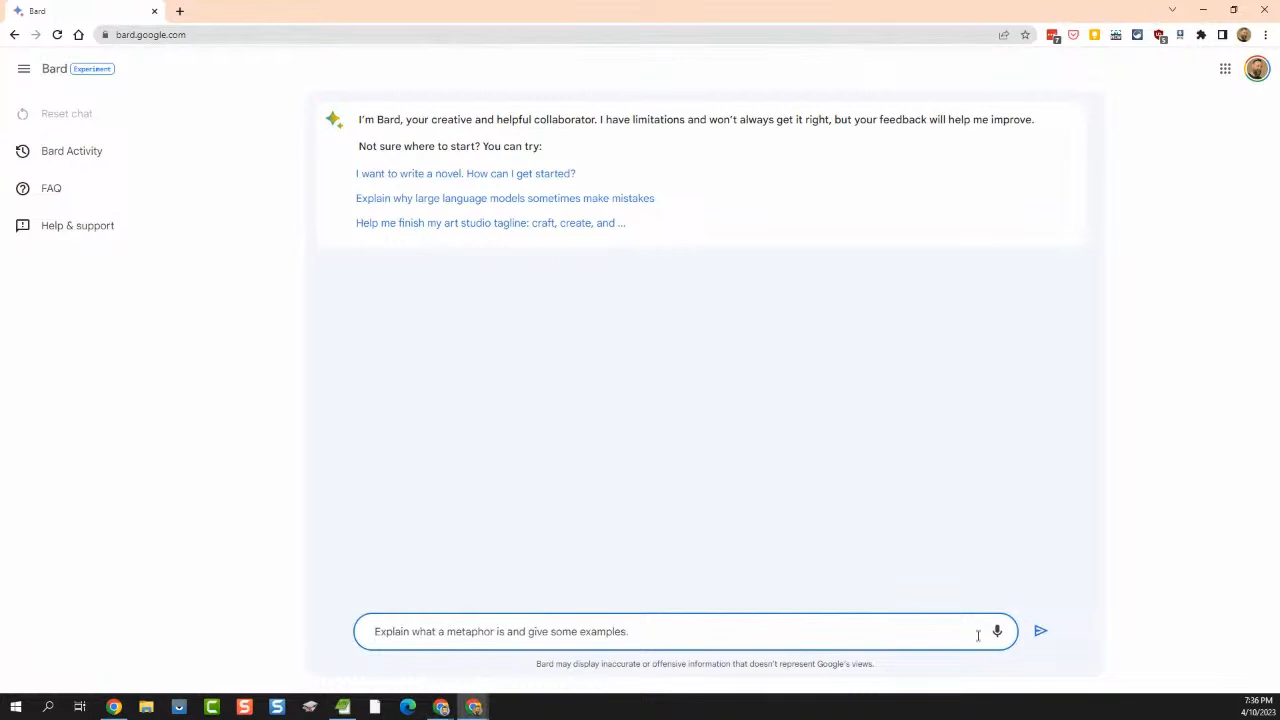 Bard
bard.google.com
7
5
Bard Experiment
Reset chat
Bard Activity
FAQ
Help & support
I'm Bard, your creative and helpful collaborator. I have limitations and won't always get it right, but your feedback will help me improve.
Not sure where to start? You can try:
I want to write a novel. How can I get started?
Explain why large language models sometimes make mistakes
Help me finish my art studio tagline: craft, create, and ...
Explain what a metaphor is and give some examples.
Bard may display inaccurate or offensive information that doesn't represent Google's views.
7:36 PM
4/10/2023